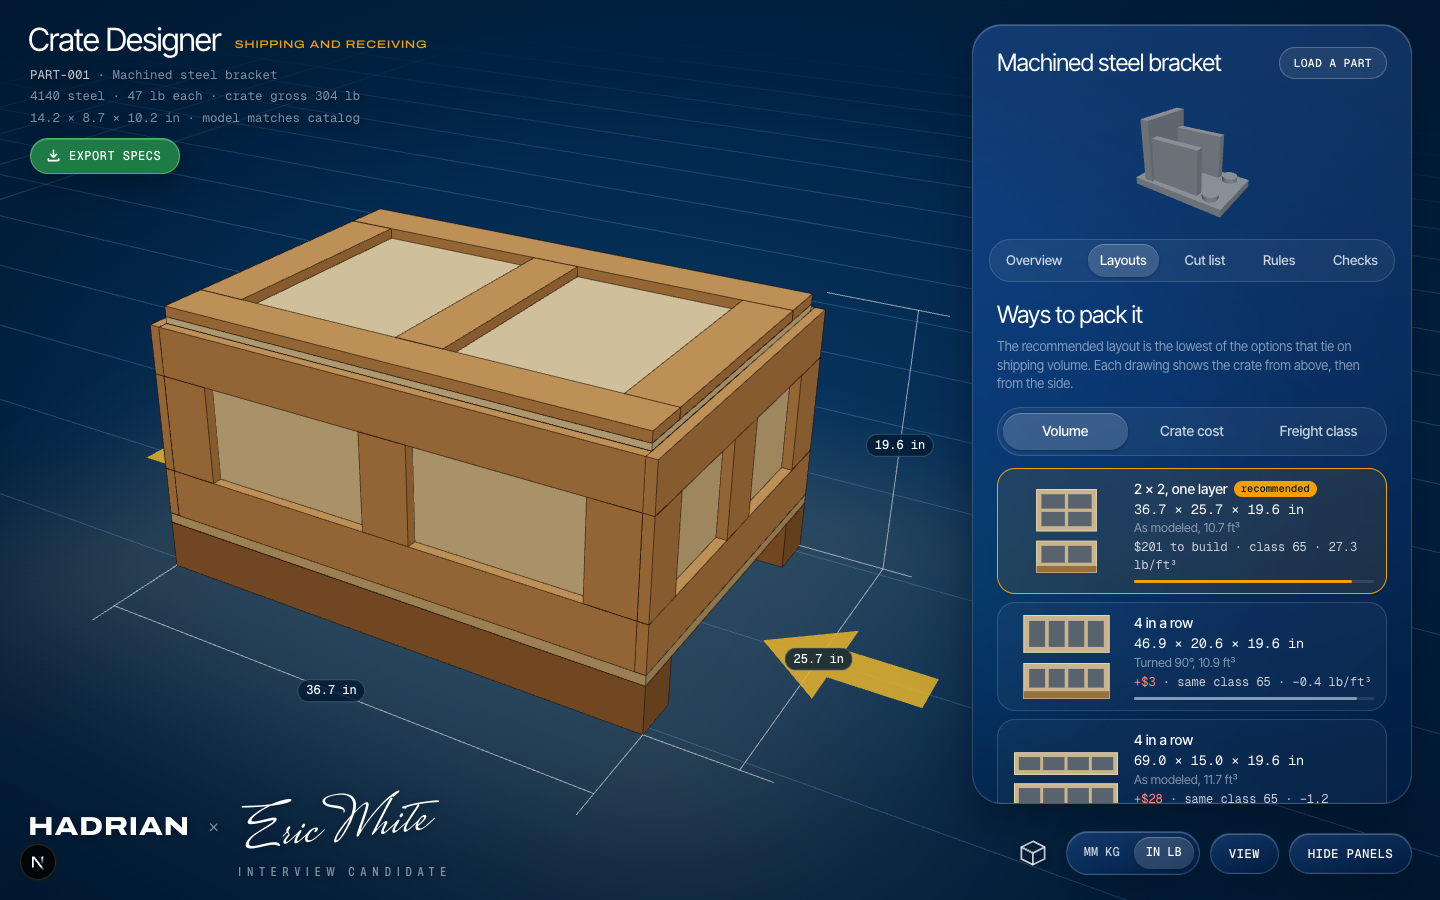 Crate Designer SHIPPING AND RECEIVING
PART-001 · Machined steel bracket
4140 steel · 47 lb each · crate gross 304 lb
14.2 × 8.7 × 10.2 in · model matches catalog
EXPORT SPECS
19.6 in
25.7 in
36.7 in
HADRIAN × Eric White
INTERVIEW CANDIDATE
N
Machined steel bracket
LOAD A PART
Overview Layouts Cut list Rules Checks
Ways to pack it
The recommended layout is the lowest of the options that tie on
shipping volume. Each drawing shows the crate from above, then
from the side.
Volume Crate cost Freight class
2 × 2, one layer recommended
36.7 × 25.7 × 19.6 in
As modeled, 10.7 ft³
$201 to build · class 65 · 27.3
lb/ft³
4 in a row
46.9 × 20.6 × 19.6 in
Turned 90°, 10.9 ft³
+$3 · same class 65 · −0.4 lb/ft³
4 in a row
69.0 × 15.0 × 19.6 in
As modeled, 11.7 ft³
+$28 · same class 65 · −1.2
MM KG IN LB VIEW HIDE PANELS